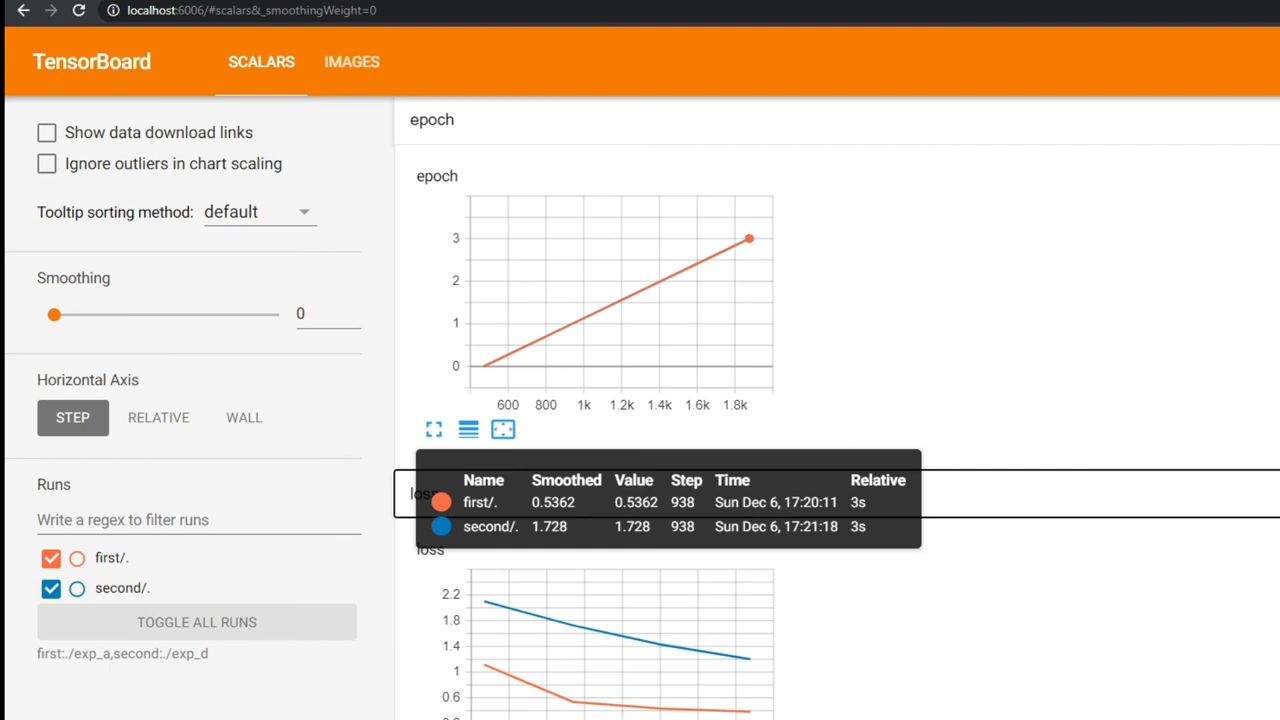 localhost:6006/#scalars&_smoothingWeight=0
TensorBoard SCALARS IMAGES
Show data download links
Ignore outliers in chart scaling
Tooltip sorting method: default
Smoothing
0
Horizontal Axis
STEP RELATIVE WALL
Runs
Write a regex to filter runs
first/.
second/.
TOGGLE ALL RUNS
first:./exp_a,second:./exp_d
epoch
epoch
3
2
1
0
600 800 1k 1.2k 1.4k 1.6k 1.8k
loss
Name Smoothed Value Step Time Relative
first/. 0.5362 0.5362 938 Sun Dec 6, 17:20:11 3s
second/. 1.728 1.728 938 Sun Dec 6, 17:21:18 3s
loss
2.2
1.8
1.4
1
0.6